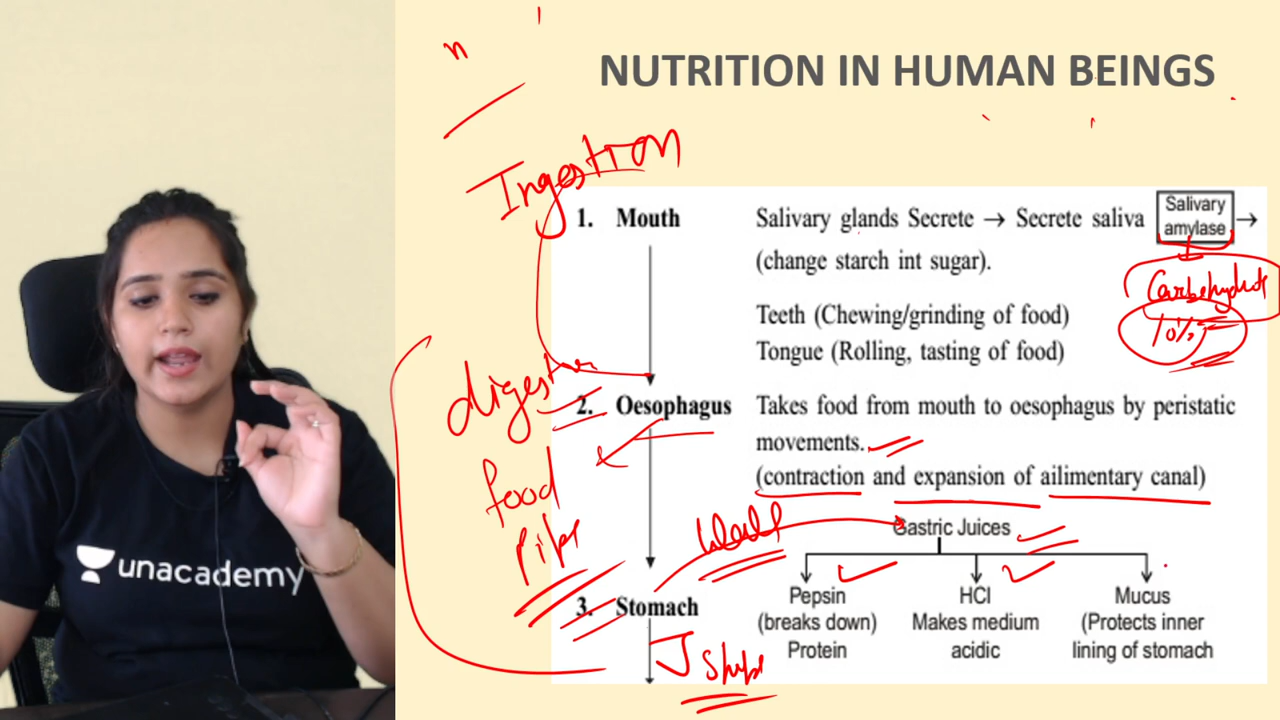 NUTRITION IN HUMAN BEINGS
Ingestion
1. Mouth
Salivary glands Secrete → Secrete saliva
Salivary
amylase
→
(change starch int sugar).
Carbohydrate
10%
Teeth (Chewing/grinding of food)
Tongue (Rolling, tasting of food)
digestion
2. Oesophagus
Takes food from mouth to oesophagus by peristatic
movements.
(contraction and expansion of ailimentary canal)
food
pipe
Gastric Juices
3. Stomach
Pepsin
(breaks down)
Protein
HCl
Makes medium
acidic
Mucus
(Protects inner
lining of stomach
J shape
unacademy